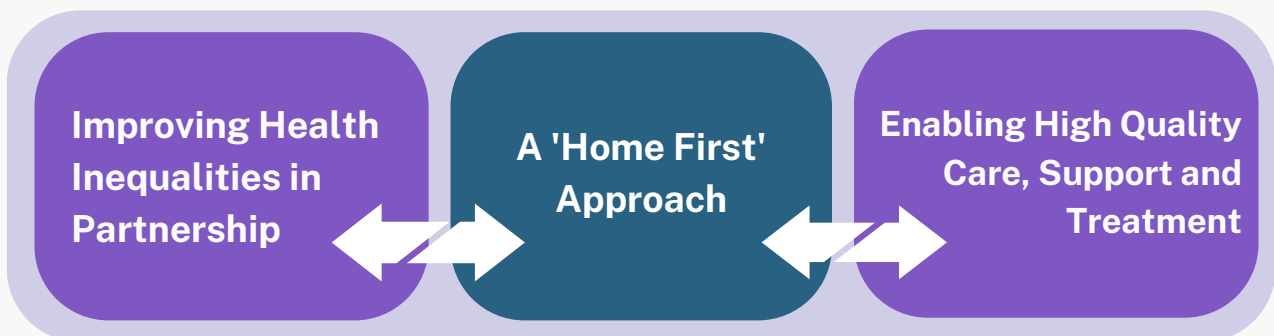 Improving Health
Inequalities in
Partnership
A 'Home First'
Approach
Enabling High Quality
Care, Support and
Treatment